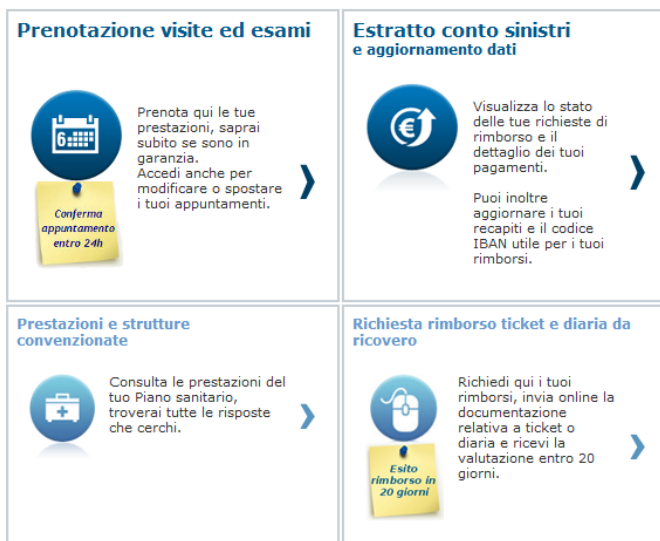 Prenotazione visite ed esami
6
Prenota qui le tue
prestazioni, saprai
subito se sono in
garanzia.
Accedi anche per
modificare o spostare
i tuoi appuntamenti.
Conferma
appuntamento
entro 24h
Estratto conto sinistri
e aggiornamento dati
€
Visualizza lo stato
delle tue richieste di
rimborso e il
dettaglio dei tuoi
pagamenti.
Puoi inoltre
aggiornare i tuoi
recapiti e il codice
IBAN utile per i tuoi
rimborsi.
Prestazioni e strutture
convenzionate
Consulta le prestazioni del
tuo Piano sanitario,
troverai tutte le risposte
che cerchi.
Richiesta rimborso ticket e diaria da
ricovero
Richiedi qui i tuoi
rimborsi, invia online la
documentazione
relativa a ticket o
diaria e ricevi la
valutazione entro 20
giorni.
Esito
rimborso in
20 giorni